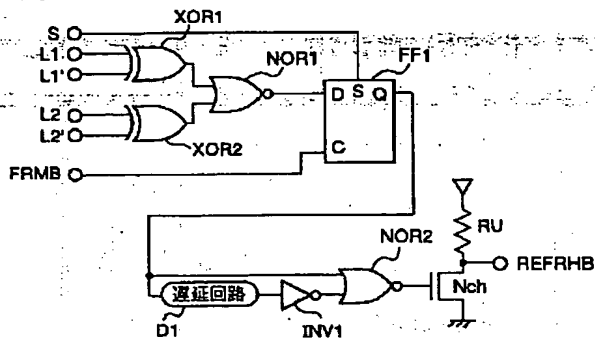 XOR1
S
L1
L1'
NOR1
FF1
D S Q
L2
L2'
XOR2
C
FRMB
RU
NOR2
REFRHB
遅延回路
Nch
D1
INV1